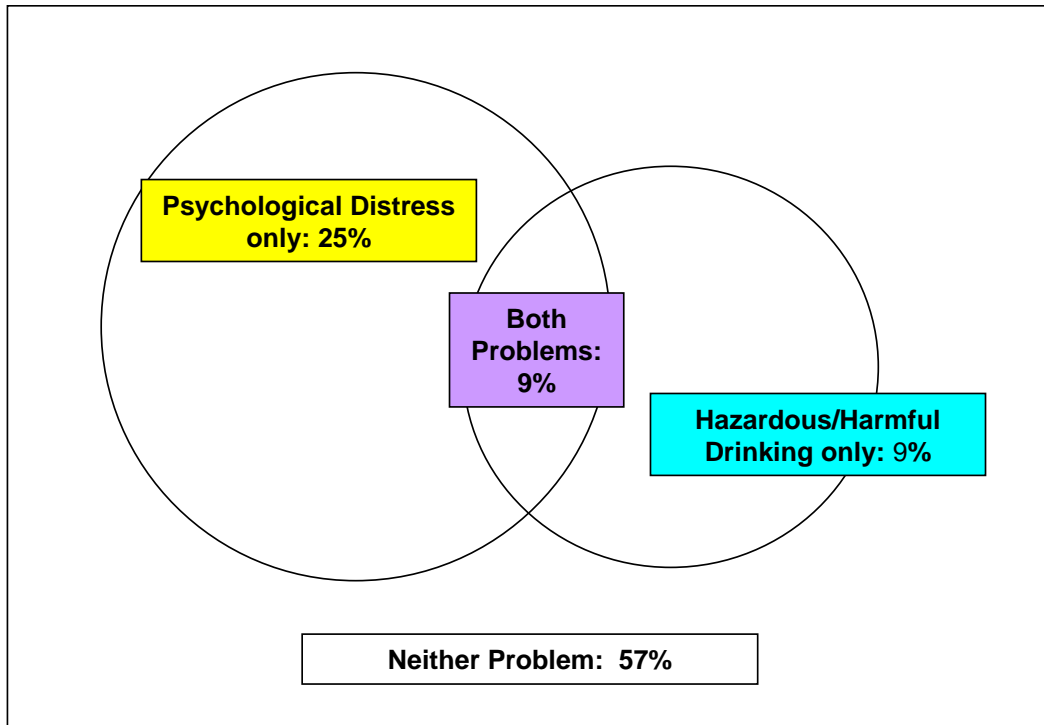 Psychological Distress
only: 25%
Both
Problems:
9%
Hazardous/Harmful
Drinking only: 9%
Neither Problem:  57%